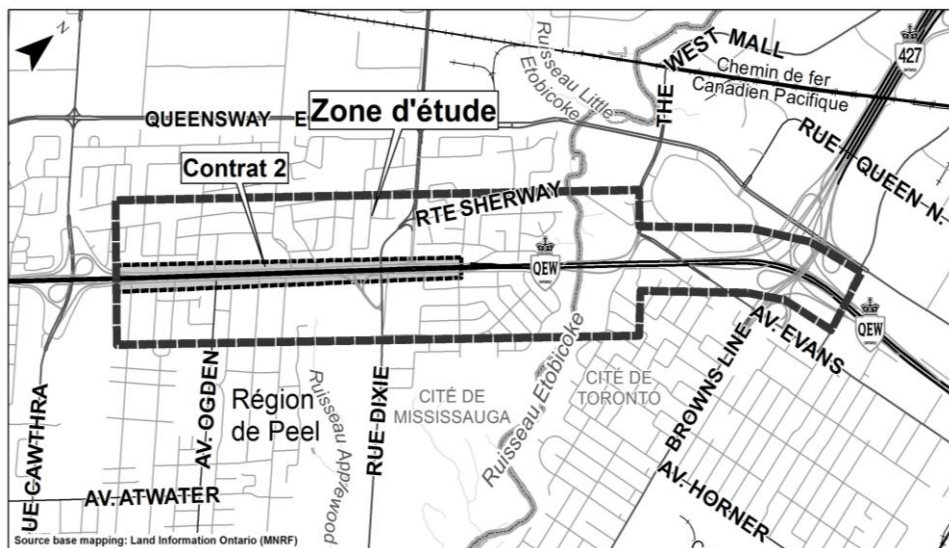 N
427
WEST MALL
THE
Chemin de fer
Canadien Pacifique
Ruisseau Little
Etobicoke
QUEENSWAY E
Zone d'étude
RUE QUEEN N.
Contrat 2
RTE SHERWAY
QEW
QEW
AV. EVANS
BROWNS LINE
Ruisseau Etobicoke
CITÉ DE
TORONTO
CITÉ DE
MISSISSAUGA
Région
de Peel
AV. OGDEN
Ruisseau Applewood
RUE DIXIE
UE CAWTHRA
AV. ATWATER
AV. HORNER
Source base mapping: Land Information Ontario (MNRF)